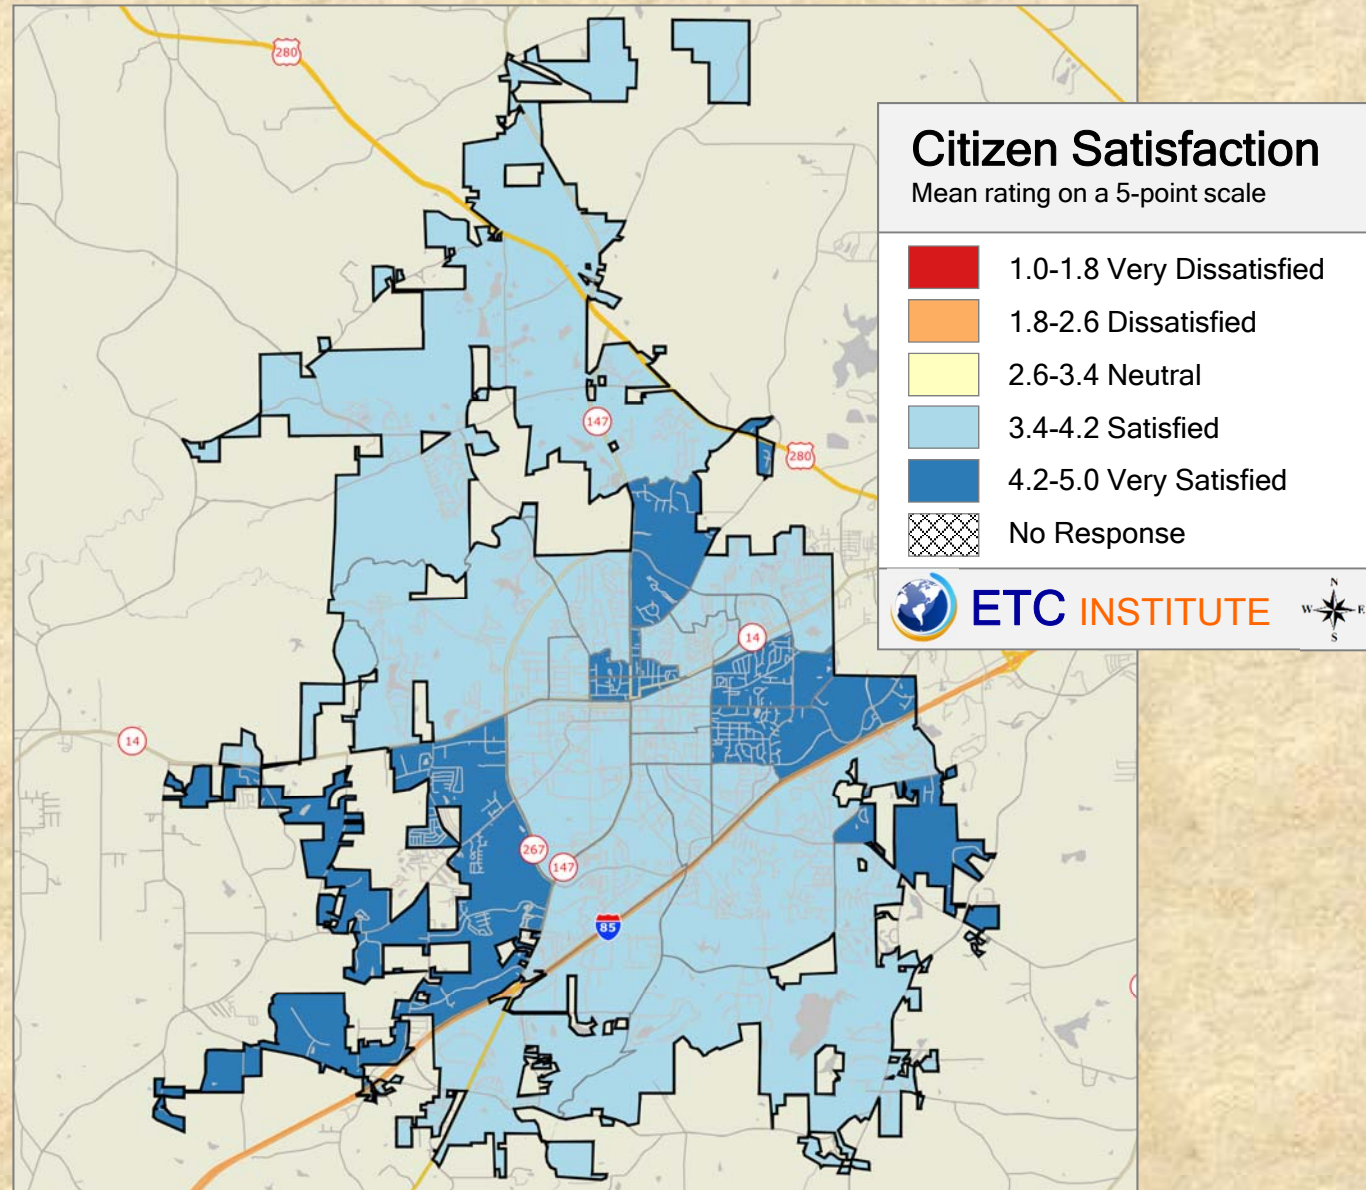 280
Citizen Satisfaction
Mean rating on a 5-point scale
1.0-1.8 Very Dissatisfied
1.8-2.6 Dissatisfied
2.6-3.4 Neutral
3.4-4.2 Satisfied
4.2-5.0 Very Satisfied
No Response
ETC INSTITUTE
N
W E
S
147
280
14
14
267
147
85